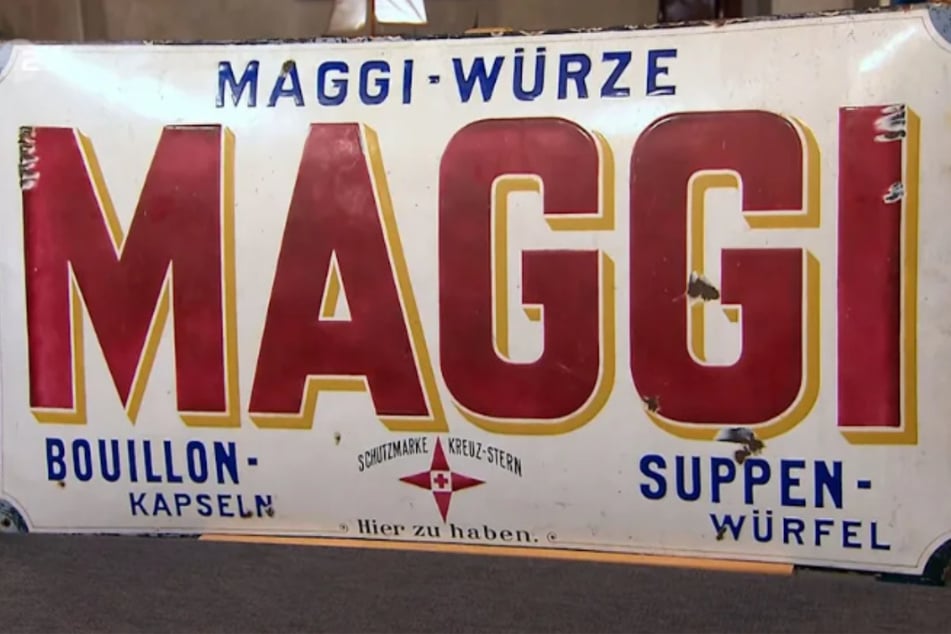 MAGGI-WÜRZE
MAGGI
BOUILLON-
KAPSELN
SCHUTZMARKE KREUZ-STERN
Hier zu haben.
SUPPEN-
WÜRFEL